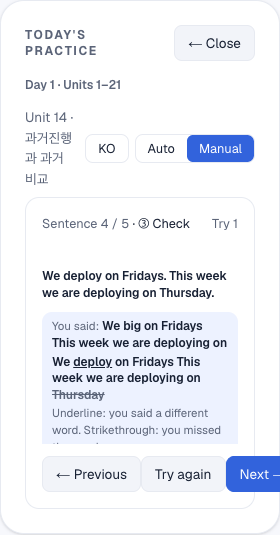 TODAY'S
PRACTICE
← Close
Day 1 · Units 1–21
Unit 14 ·
과거진행
과 과거
비교
KO
Auto
Manual
Sentence 4 / 5 · ③ Check
Try 1
We deploy on Fridays. This week
we are deploying on Thursday.
You said: We big on Fridays
This week we are deploying on
We deploy on Fridays This
week we are deploying on
Thursday
Underline: you said a different
word. Strikethrough: you missed
← Previous
Try again
Next